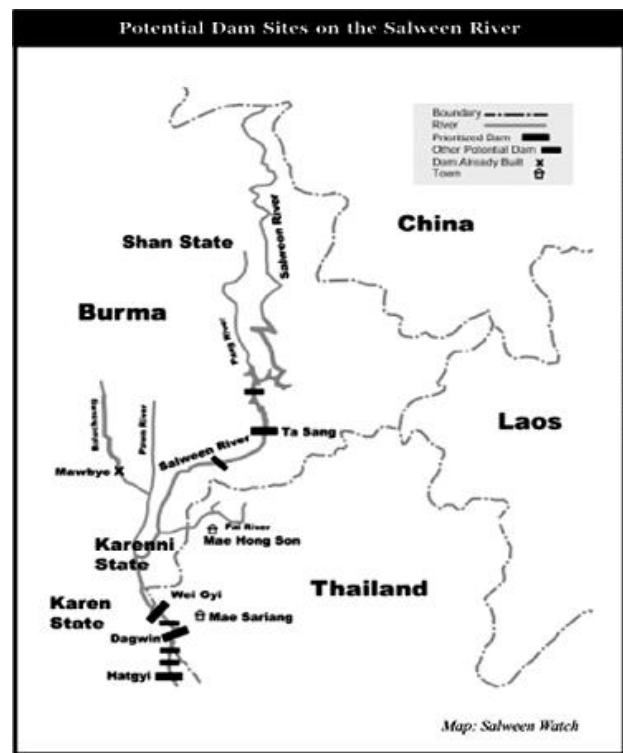 Potential Dam Sites on the Salween River
Boundary
River
Prioritized Dam
Other Potential Dam
Dam Already Built
Town
China
Shan State
Salween River
Burma
Pang River
Laos
Baluchaung
Pawn River
Ta Sang
Salween River
Mawbye
Pai River
Mae Hong Son
Karenni
State
Thailand
Wei Gyi
Karen
State
Mae Sariang
Dagwin
Hatgyi
Map: Salween Watch